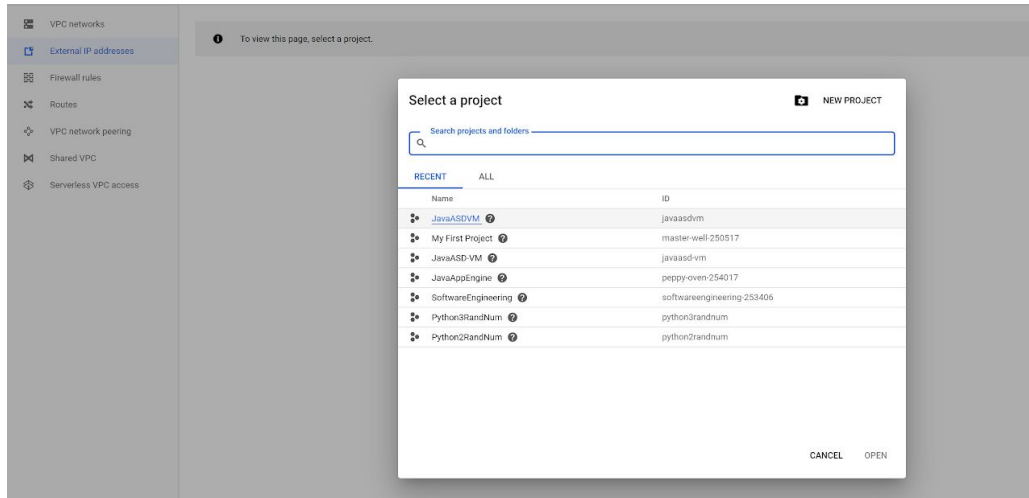 VPC networks
External IP addresses
Firewall rules
Routes
VPC network peering
Shared VPC
Serverless VPC access
To view this page, select a project.
Select a project
NEW PROJECT
Search projects and folders
RECENT ALL
Name ID
JavaASDVM javaasdvm
My First Project master-well-250517
JavaASD-VM javaasd-vm
JavaAppEngine peppy-oven-254017
SoftwareEngineering softwareengineering-253406
Python3RandNum python3randnum
Python2RandNum python2randnum
CANCEL OPEN